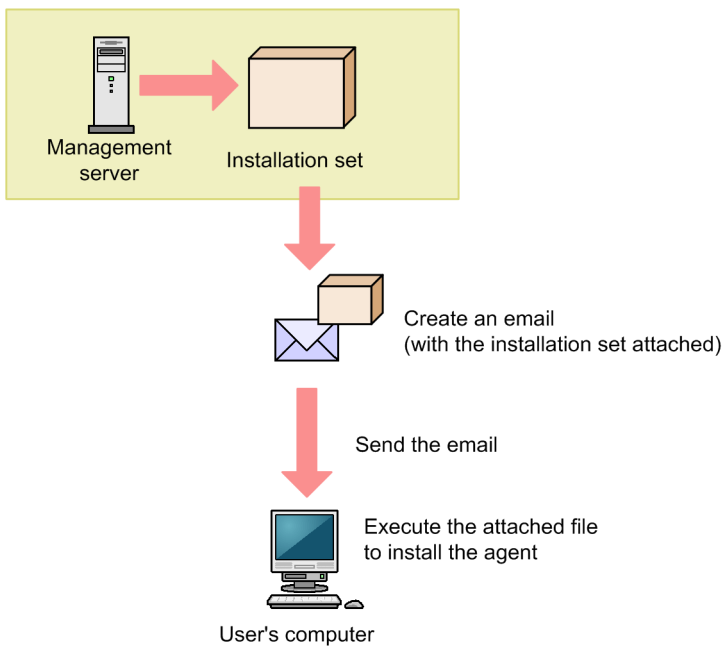 Management
server
Installation set
Create an email
(with the installation set attached)
Send the email
Execute the attached file
to install the agent
User's computer